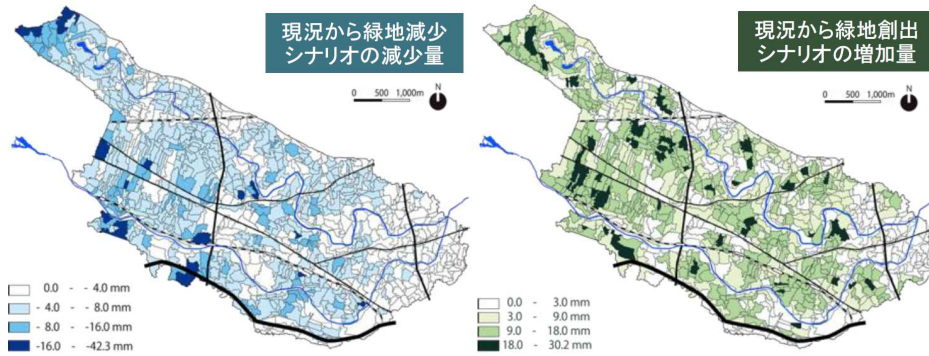 現況から緑地減少
シナリオの減少量
N
0 500 1,000m
0.0 - - 4.0 mm
- 4.0 - - 8.0 mm
- 8.0 - -16.0 mm
-16.0 - -42.3 mm
現況から緑地創出
シナリオの増加量
N
0 500 1,000m
0.0 - 3.0 mm
3.0 - 9.0 mm
9.0 - 18.0 mm
18.0 - 30.2 mm